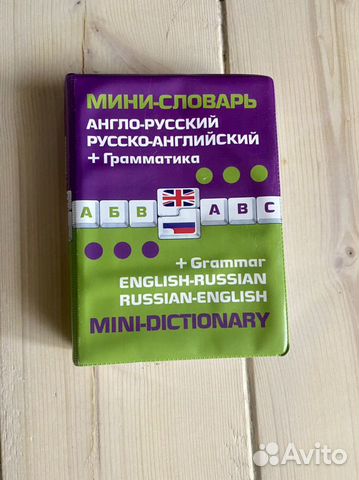 МИНИ-СЛОВАРЬ
АНГЛО-РУССКИЙ
РУССКО-АНГЛИЙСКИЙ
+ Грамматика
А Б В A B C
+ Grammar
ENGLISH-RUSSIAN
RUSSIAN-ENGLISH
MINI-DICTIONARY
Avito